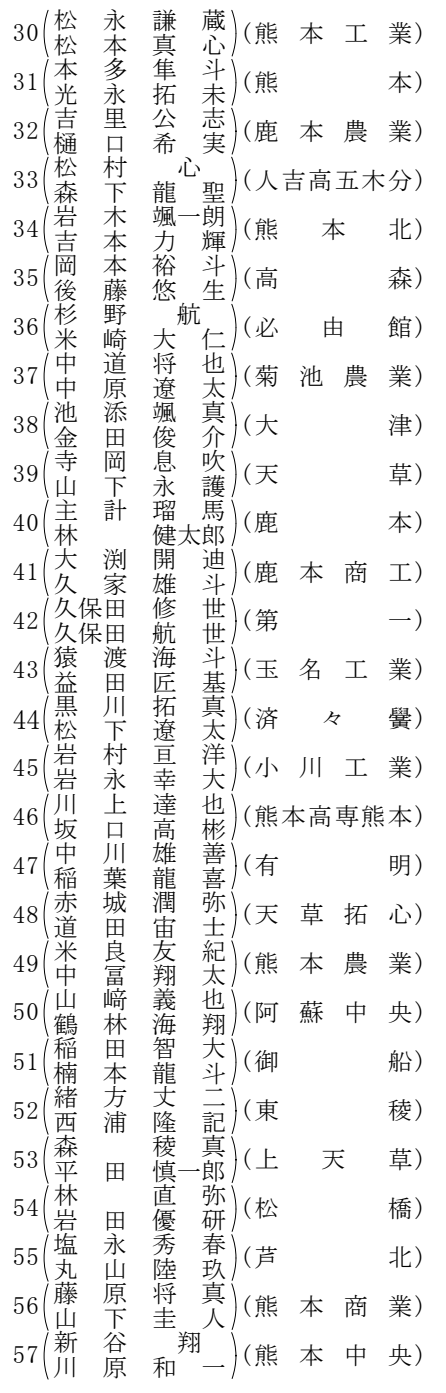 30(松永謙蔵
松本真心)(熊本工業)
31(本多隼斗
光永拓未)(熊本)
32(吉里公志
樋口希実)(鹿本農業)
33(松村心
森下龍聖)(人吉高五木分)
34(岩木颯一朗
吉本力輝)(熊本北)
35(岡本裕斗
後藤悠生)(高森)
36(杉野航
米崎大仁)(必由館)
37(中道将也
中原遼太)(菊池農業)
38(池添颯真
金田俊介)(大津)
39(寺岡息吹
山下永護)(天草)
40(主計瑠馬
林健太郎)(鹿本)
41(大渕開迪
久家雄斗)(鹿本商工)
42(久保田修世
久保田航世)(第一)
43(猿渡海斗
益田匠基)(玉名工業)
44(黒川拓真
松下遼太)(済々黌)
45(岩村亘洋
岩永幸大)(小川工業)
46(川上達也
坂口高彬)(熊本高専熊本)
47(中川雄善
稲葉龍喜)(有明)
48(赤城潤弥
道田宙士)(天草拓心)
49(米良友紀
中冨翔太)(熊本農業)
50(山﨑義也
鶴林海翔)(阿蘇中央)
51(稲田智大
楠本龍斗)(御船)
52(緒方丈二
西浦隆記)(東稜)
53(森稜真
平田慎一郎)(上天草)
54(林直弥
岩田優研)(松橋)
55(塩永秀春
丸山陸玖)(芦北)
56(藤原将真
山下圭人)(熊本商業)
57(新谷翔
川原和一)(熊本中央)